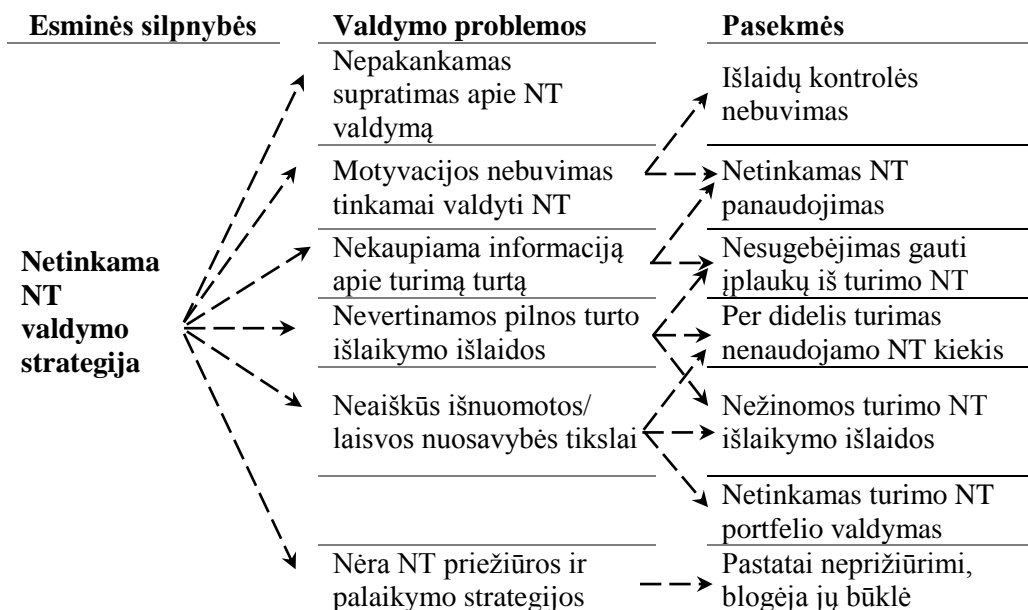 Esminės silpnybės
Valdymo problemos
Pasekmės
Netinkama
NT
valdymo
strategija
Nepakankamas
supratimas apie NT
valdymą
Motyvacijos nebuvimas
tinkamai valdyti NT
Nekaupiama informaciją
apie turimą turtą
Nevertinamos pilnos turto
išlaikymo išlaidos
Neaiškūs išnuomotos/
laisvos nuosavybės tikslai
Nėra NT priežiūros ir
palaikymo strategijos
Išlaidų kontrolės
nebuvimas
Netinkamas NT
panaudojimas
Nesugebėjimas gauti
įplaukų iš turimo NT
Per didelis turimas
nenaudojamo NT kiekis
Nežinomos turimo NT
išlaikymo išlaidos
Netinkamas turimo NT
portfelio valdymas
Pastatai neprižiūrimi,
blogėja jų būklė